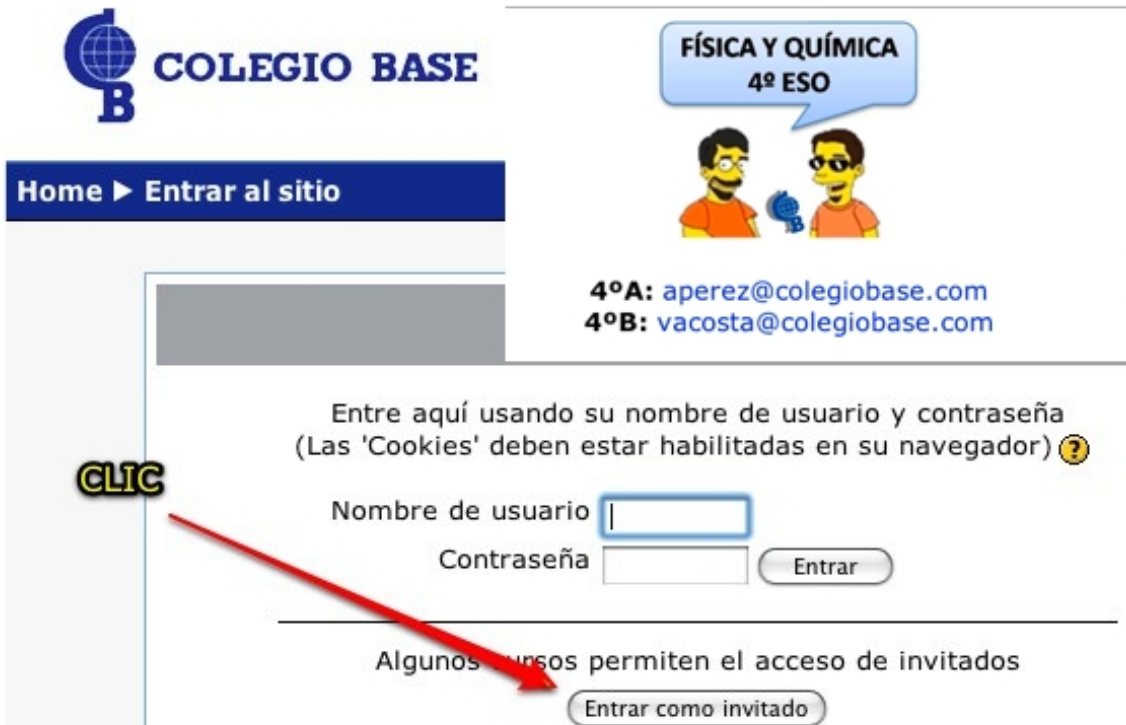 COLEGIO BASE
B
FÍSICA Y QUÍMICA
4º ESO
Home ▶ Entrar al sitio
B
4ºA: aperez@colegiobase.com
4ºB: vacosta@colegiobase.com
Entre aquí usando su nombre de usuario y contraseña
(Las 'Cookies' deben estar habilitadas en su navegador) ?
CLIC
Nombre de usuario
Contraseña
Entrar
Algunos cursos permiten el acceso de invitados
Entrar como invitado